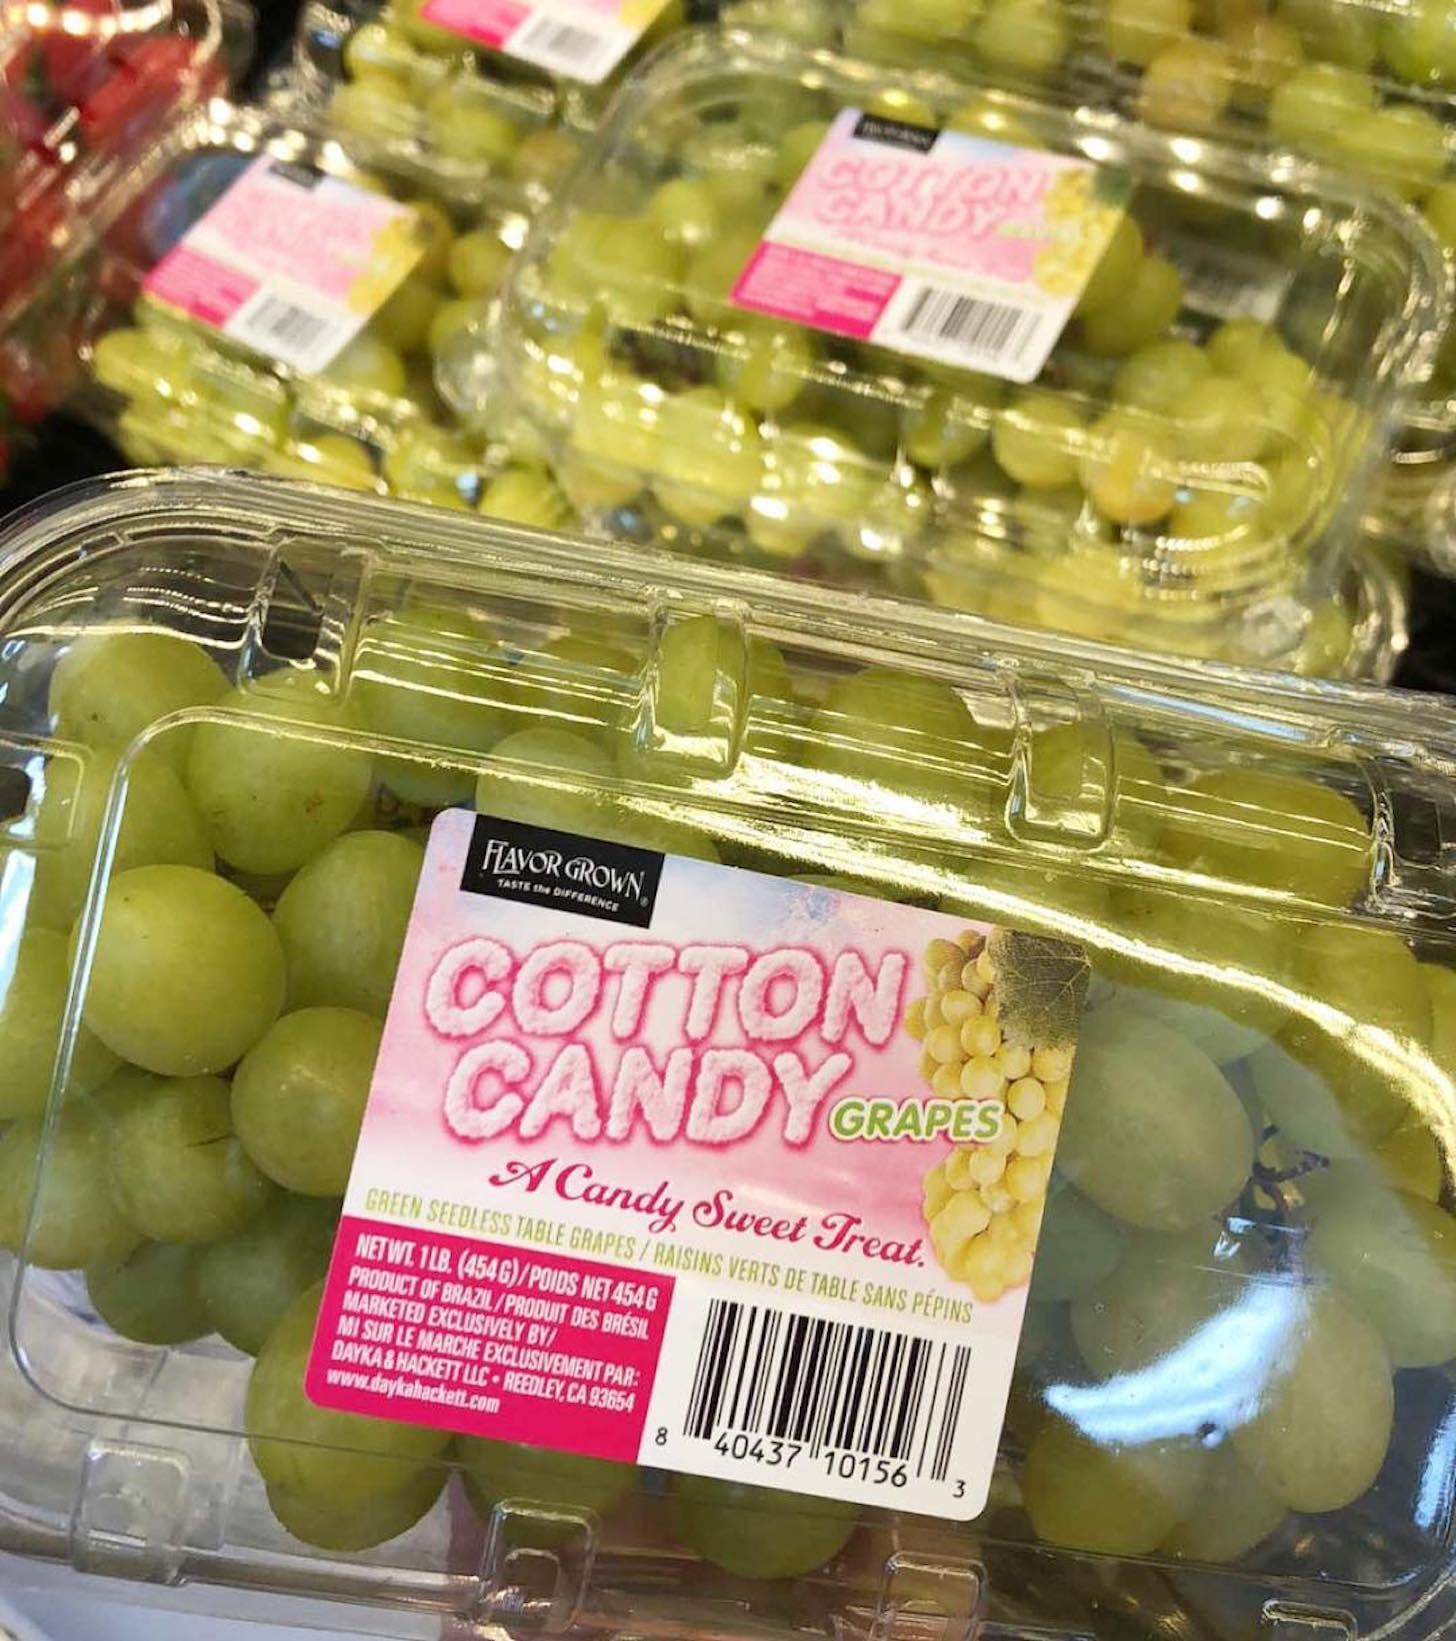 COTTON
CANDY
FLAVOR GROWN®
TASTE the DIFFERENCE
COTTON
CANDY GRAPES
A Candy Sweet Treat.
GREEN SEEDLESS TABLE GRAPES / RAISINS VERTS DE TABLE SANS PÉPINS
NET WT. 1 LB. (454 G) / POIDS NET 454 G
PRODUCT OF BRAZIL / PRODUIT DES BRÉSIL
MARKETED EXCLUSIVELY BY/
MI SUR LE MARCHE EXCLUSIVEMENT PAR:
DAYKA & HACKETT LLC • REEDLEY, CA 93654
www.daykahackett.com
8 40437 10156 3